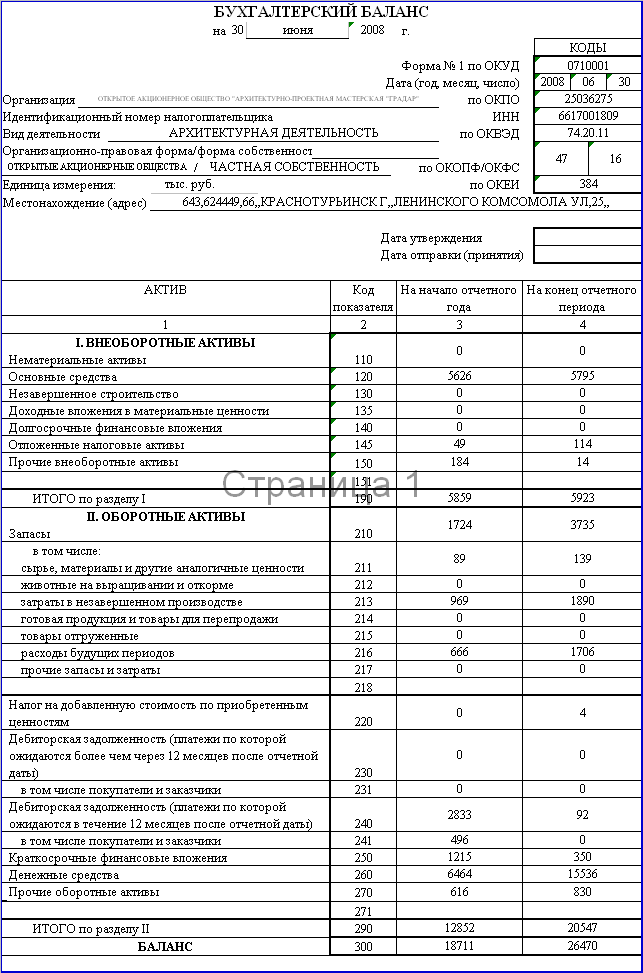 БУХГАЛТЕРСКИЙ БАЛАНС
на 30 июня 2008 г.
КОДЫ
Форма № 1 по ОКУД 0710001
Дата (год, месяц, число) 2008 06 30
Организация ОТКРЫТОЕ АКЦИОНЕРНОЕ ОБЩЕСТВО "АРХИТЕКТУРНО-ПРОЕКТНАЯ МАСТЕРСКАЯ "ГРАДАР" по ОКПО 25036275
Идентификационный номер налогоплательщика ИНН 6617001809
Вид деятельности АРХИТЕКТУРНАЯ ДЕЯТЕЛЬНОСТЬ по ОКВЭД 74.20.11
Организационно-правовая форма/форма собственност
ОТКРЫТЫЕ АКЦИОНЕРНЫЕ ОБЩЕСТВА / ЧАСТНАЯ СОБСТВЕННОСТЬ по ОКОПФ/ОКФС 47 16
Единица измерения: тыс. руб. по ОКЕИ 384
Местонахождение (адрес) 643,624449,66,,КРАСНОТУРЬИНСК Г,,ЛЕНИНСКОГО КОМСОМОЛА УЛ,25,,
Дата утверждения
Дата отправки (принятия)
АКТИВ Код показателя На начало отчетного года На конец отчетного периода
1 2 3 4
I. ВНЕОБОРОТНЫЕ АКТИВЫ
Нематериальные активы 110 0 0
Основные средства 120 5626 5795
Незавершенное строительство 130 0 0
Доходные вложения в материальные ценности 135 0 0
Долгосрочные финансовые вложения 140 0 0
Отложенные налоговые активы 145 49 114
Прочие внеоборотные активы 150 184 14
151
Страница 1
ИТОГО по разделу I 190 5859 5923
II. ОБОРОТНЫЕ АКТИВЫ
Запасы 210 1724 3735
в том числе:
сырье, материалы и другие аналогичные ценности 211 89 139
животные на выращивании и откорме 212 0 0
затраты в незавершенном производстве 213 969 1890
готовая продукция и товары для перепродажи 214 0 0
товары отгруженные 215 0 0
расходы будущих периодов 216 666 1706
прочие запасы и затраты 217 0 0
218
Налог на добавленную стоимость по приобретенным
ценностям 220 0 4
Дебиторская задолженность (платежи по которой
ожидаются более чем через 12 месяцев после отчетной
даты) 230 0 0
в том числе покупатели и заказчики 231 0 0
Дебиторская задолженность (платежи по которой
ожидаются в течение 12 месяцев после отчетной даты) 240 2833 92
в том числе покупатели и заказчики 241 496 0
Краткосрочные финансовые вложения 250 1215 350
Денежные средства 260 6464 15536
Прочие оборотные активы 270 616 830
271
ИТОГО по разделу II 290 12852 20547
БАЛАНС 300 18711 26470